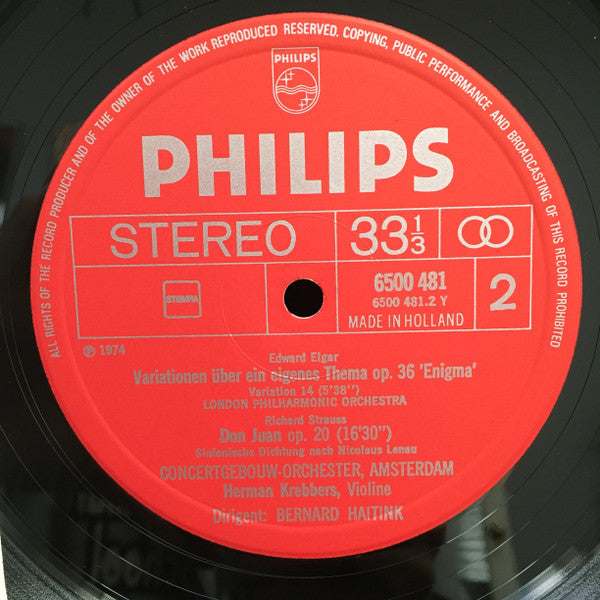 ALL RIGHTS OF THE RECORD PRODUCER AND OF THE OWNER OF THE WORK REPRODUCED RESERVED. COPYING, PUBLIC PERFORMANCE AND BROADCASTING OF THIS RECORD PROHIBITED
PHILIPS
PHILIPS
STEREO
33 1/3
STEMRA
6500 481
6500 481.2 Y
MADE IN HOLLAND
2
℗ 1974
Edward Elgar
Variationen über ein eigenes Thema op. 36 'Enigma'
Variation 14 (5'38'')
LONDON PHILHARMONIC ORCHESTRA
Richard Strauss
Don Juan op. 20 (16'30'')
Sinfonische Dichtung nach Nicolaus Lenau
CONCERTGEBOUW-ORCHESTER, AMSTERDAM
Herman Krebbers, Violine
Dirigent: BERNARD HAITINK